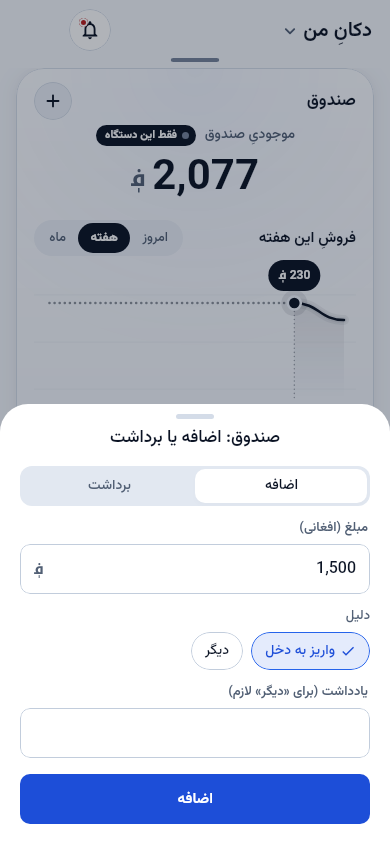 دکانِ من
صندوق
موجودیِ صندوق
فقط این دستگاه
2,077 ؋
فروشِ این هفته
امروز
هفته
ماه
230 ؋
صندوق: اضافه یا برداشت
اضافه
برداشت
مبلغ (افغانی)
1,500 ؋
دلیل
واریز به دخل
دیگر
یادداشت (برای «دیگر» لازم)
اضافه